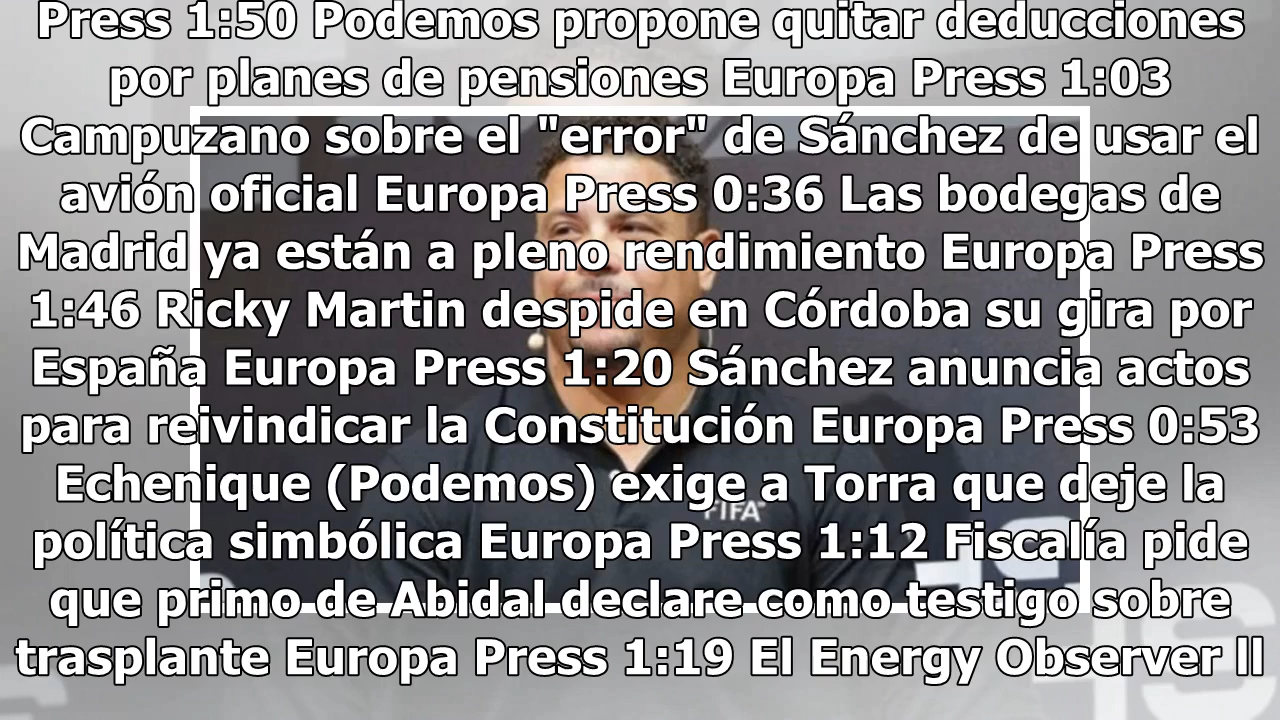 Press 1:50 Podemos propone quitar deducciones
por planes de pensiones Europa Press 1:03
Campuzano sobre el "error" de Sánchez de usar el
avión oficial Europa Press 0:36 Las bodegas de
Madrid ya están a pleno rendimiento Europa Press
1:46 Ricky Martin despide en Córdoba su gira por
España Europa Press 1:20 Sánchez anuncia actos
para reivindicar la Constitución Europa Press 0:53
Echenique (Podemos) exige a Torra que deje la
FIFA
política simbólica Europa Press 1:12 Fiscalía pide
que primo de Abidal declare como testigo sobre
trasplante Europa Press 1:19 El Energy Observer ll